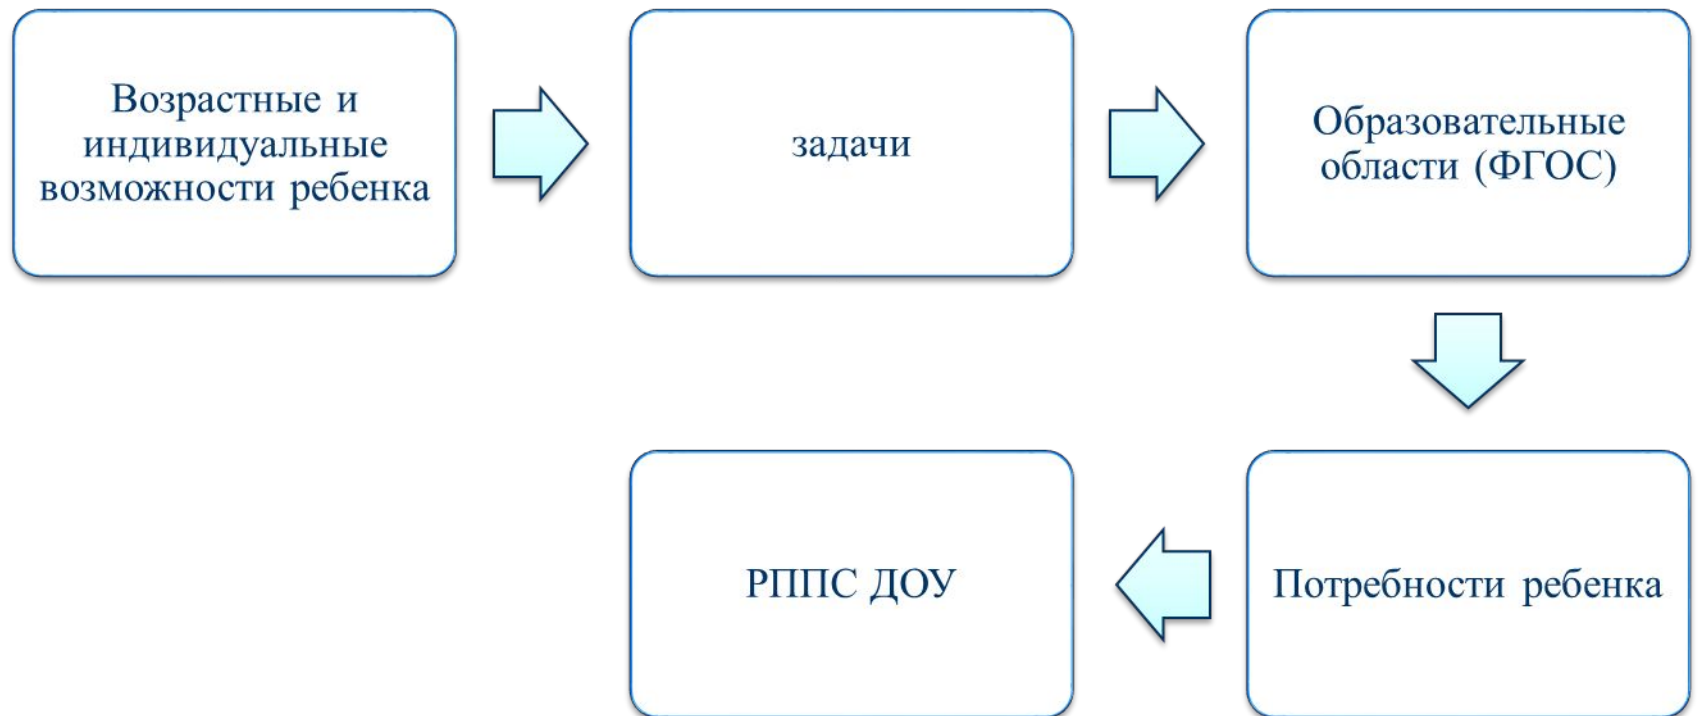 Возрастные и
индивидуальные
возможности ребенка
задачи
Образовательные
области (ФГОС)
РППС ДОУ
Потребности ребенка